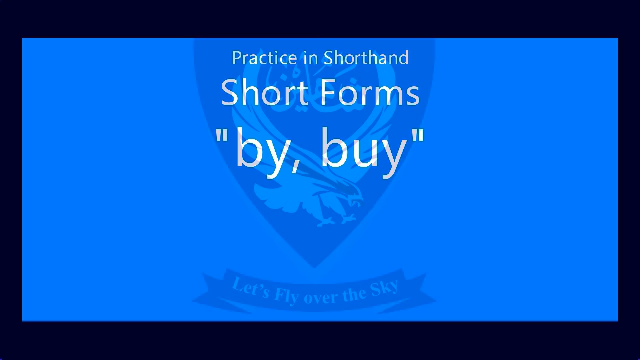 Practice in Shorthand
Short Forms
"by, buy"
Let's Fly over the Sky